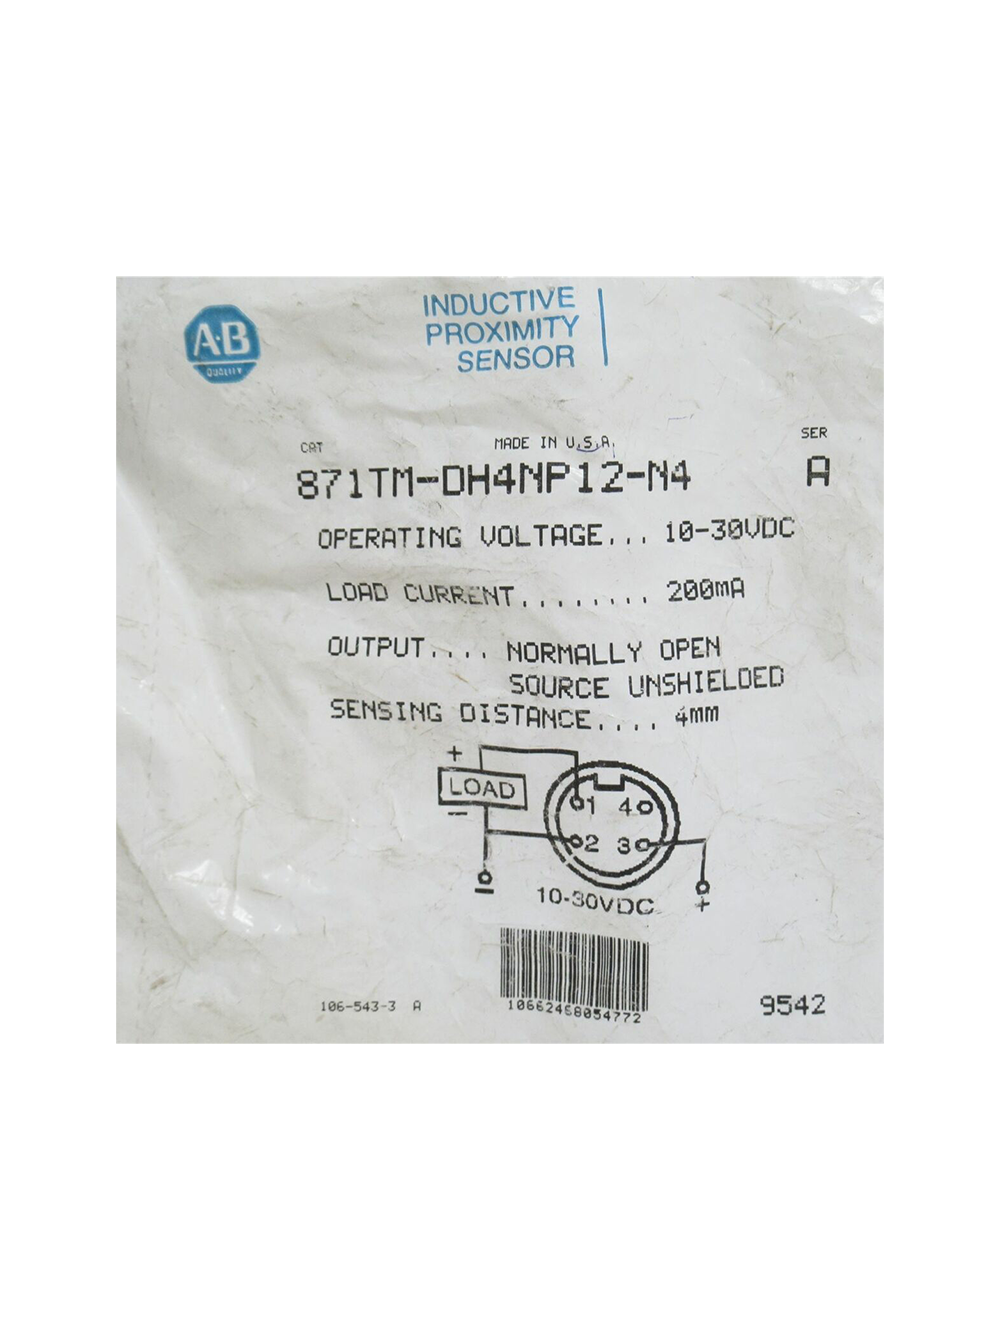 A·B
QUALITY
INDUCTIVE
PROXIMITY
SENSOR
CAT
MADE IN U.S.A.
SER
871TM-DH4NP12-N4
A
OPERATING VOLTAGE... 10-30VDC
LOAD CURRENT........ 200mA
OUTPUT.... NORMALLY OPEN
SOURCE UNSHIELDED
SENSING DISTANCE.... 4mm
+
LOAD
−
1 4
2 3
−
10-30VDC
+
106-543-3 A
10662468054772
9542